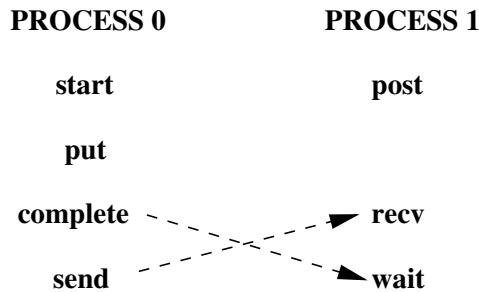 PROCESS 0 PROCESS 1
start post
put
complete recv
send wait